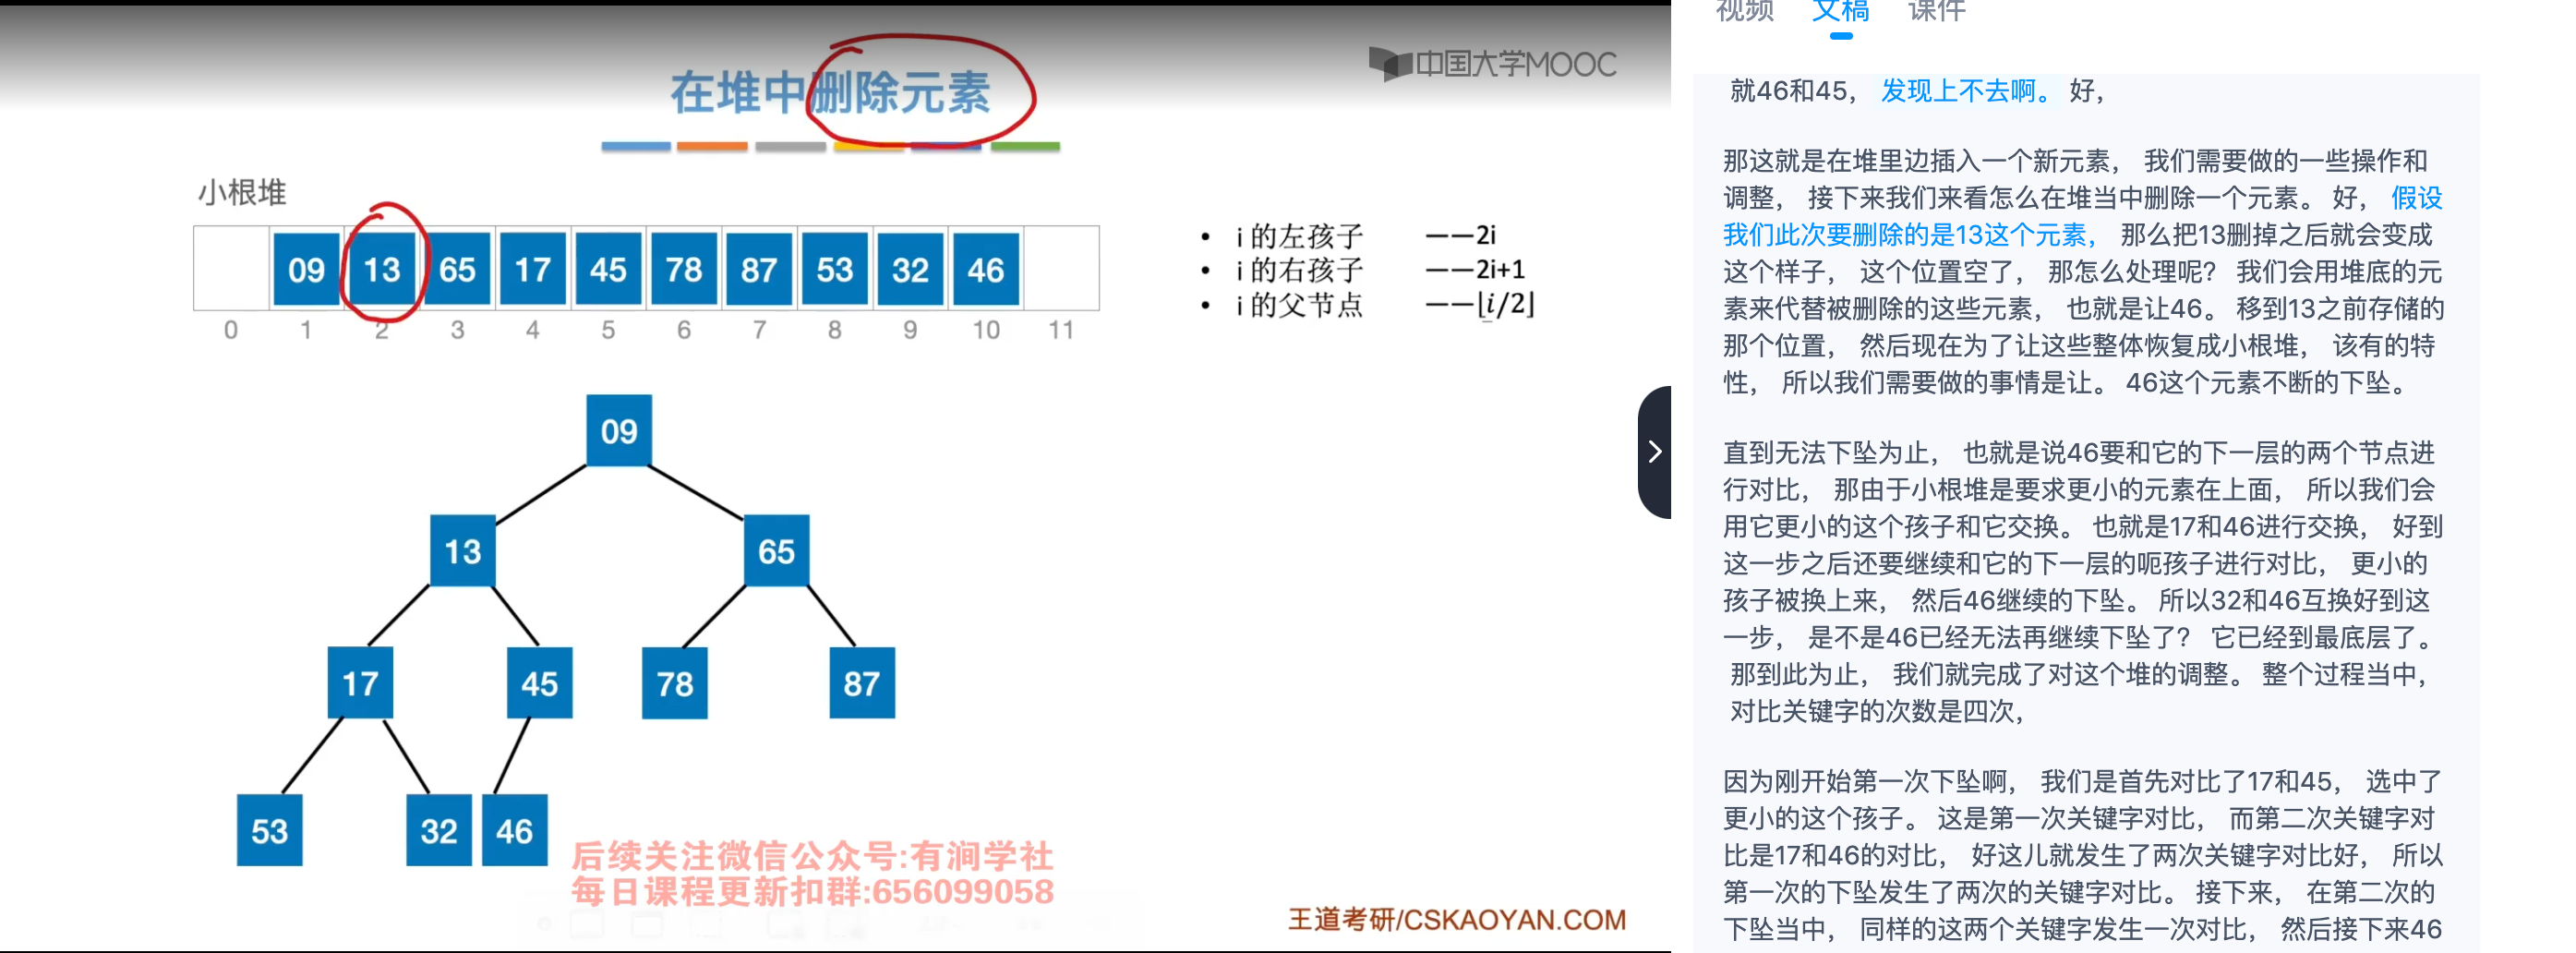 在堆中删除元素
中国大学MOOC
小根堆
09 13 65 17 45 78 87 53 32 46
0 1 2 3 4 5 6 7 8 9 10 11
• i 的左孩子 ——2i
• i 的右孩子 ——2i+1
• i 的父节点 ——⌊i/2⌋
09
13 65
17 45 78 87
53 32 46
后续关注微信公众号:有涧学社
每日课程更新扣群:656099058
王道考研/CSKAOYAN.COM
视频 文稿 课件
就46和45， 发现上不去啊。 好，
那这就是在堆里边插入一个新元素， 我们需要做的一些操作和
调整， 接下来我们来看怎么在堆当中删除一个元素。 好， 假设
我们此次要删除的是13这个元素， 那么把13删掉之后就会变成
这个样子， 这个位置空了， 那怎么处理呢？ 我们会用堆底的元
素来代替被删除的这些元素， 也就是让46。 移到13之前存储的
那个位置， 然后现在为了让这些整体恢复成小根堆， 该有的特
性， 所以我们需要做的事情是让。 46这个元素不断的下坠。
直到无法下坠为止， 也就是说46要和它的下一层的两个节点进
行对比， 那由于小根堆是要求更小的元素在上面， 所以我们会
用它更小的这个孩子和它交换。 也就是17和46进行交换， 好到
这一步之后还要继续和它的下一层的呃孩子进行对比， 更小的
孩子被换上来， 然后46继续的下坠。 所以32和46互换好到这
一步， 是不是46已经无法再继续下坠了？ 它已经到最底层了。
那到此为止， 我们就完成了对这个堆的调整。 整个过程当中，
对比关键字的次数是四次，
因为刚开始第一次下坠啊， 我们是首先对比了17和45， 选中了
更小的这个孩子。 这是第一次关键字对比， 而第二次关键字对
比是17和46的对比， 好这儿就发生了两次关键字对比好， 所以
第一次的下坠发生了两次的关键字对比。 接下来， 在第二次的
下坠当中， 同样的这两个关键字发生一次对比， 然后接下来46